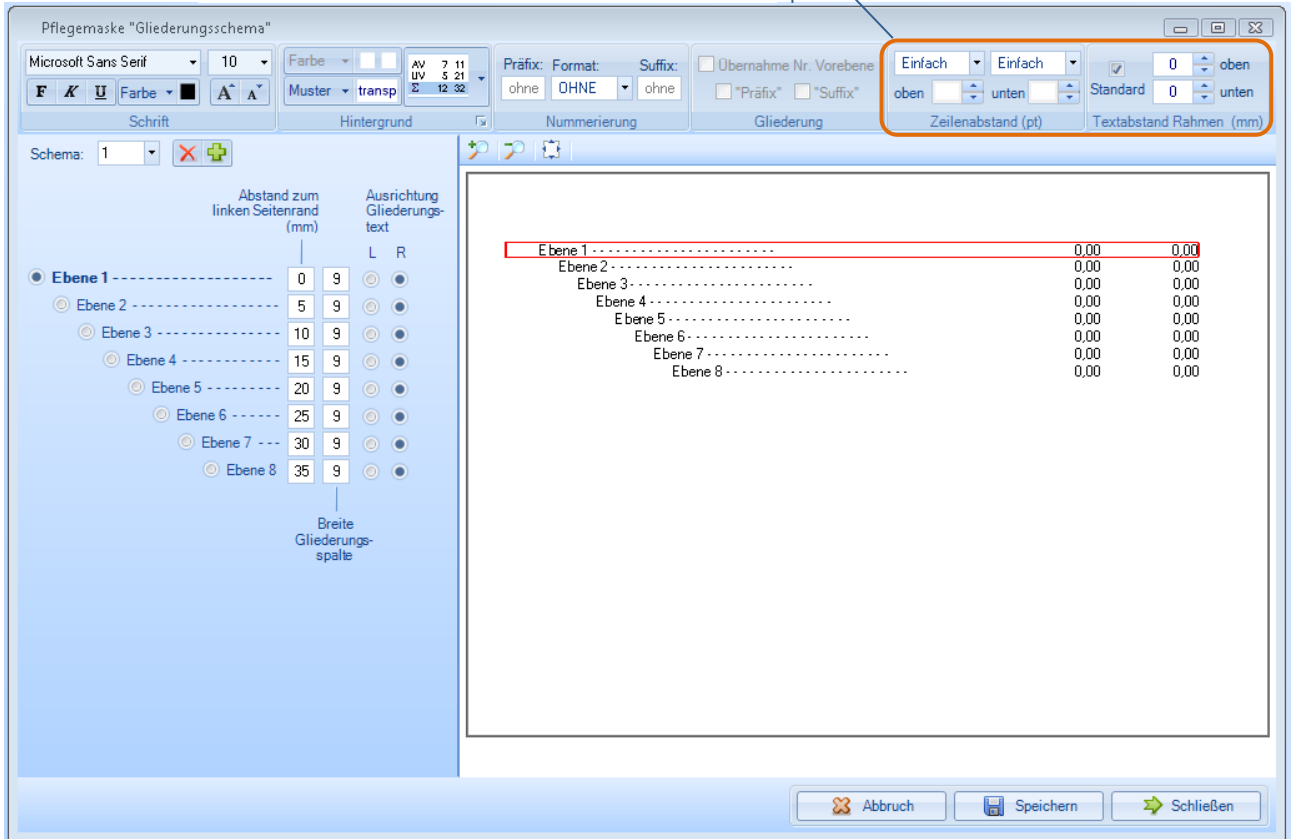 Pflegemaske "Gliederungsschema"
Microsoft Sans Serif 10 Farbe AV 7 11 Präfix: Format: Suffix: Übernahme Nr. Vorebene Einfach Einfach 0 oben
UV 5 21
F K U Farbe A A Muster transp Σ 12 32 ohne OHNE ohne "Präfix" "Suffix" oben unten Standard 0 unten
Schrift Hintergrund Nummerierung Gliederung Zeilenabstand (pt) Textabstand Rahmen (mm)
Schema: 1
Abstand zum
linken Seitenrand
(mm)
Ausrichtung
Gliederungs-
text
L R
Ebene 1 - - - - - - - - - - - - - - - - - - - 0 9
Ebene 2 - - - - - - - - - - - - - - - - - - 5 9
Ebene 3 - - - - - - - - - - - - - - - 10 9
Ebene 4 - - - - - - - - - - - - 15 9
Ebene 5 - - - - - - - - - 20 9
Ebene 6 - - - - - - 25 9
Ebene 7 - - - 30 9
Ebene 8 35 9
Breite
Gliederungs-
spalte
Ebene 1 - - - - - - - - - - - - - - - - - - - - - - - 0,00 0,00
Ebene 2 - - - - - - - - - - - - - - - - - - - - - - - 0,00 0,00
Ebene 3 - - - - - - - - - - - - - - - - - - - - - - - 0,00 0,00
Ebene 4 - - - - - - - - - - - - - - - - - - - - - - - 0,00 0,00
Ebene 5 - - - - - - - - - - - - - - - - - - - - - - - 0,00 0,00
Ebene 6 - - - - - - - - - - - - - - - - - - - - - - - 0,00 0,00
Ebene 7 - - - - - - - - - - - - - - - - - - - - - - - 0,00 0,00
Ebene 8 - - - - - - - - - - - - - - - - - - - - - - - 0,00 0,00
Abbruch Speichern Schließen